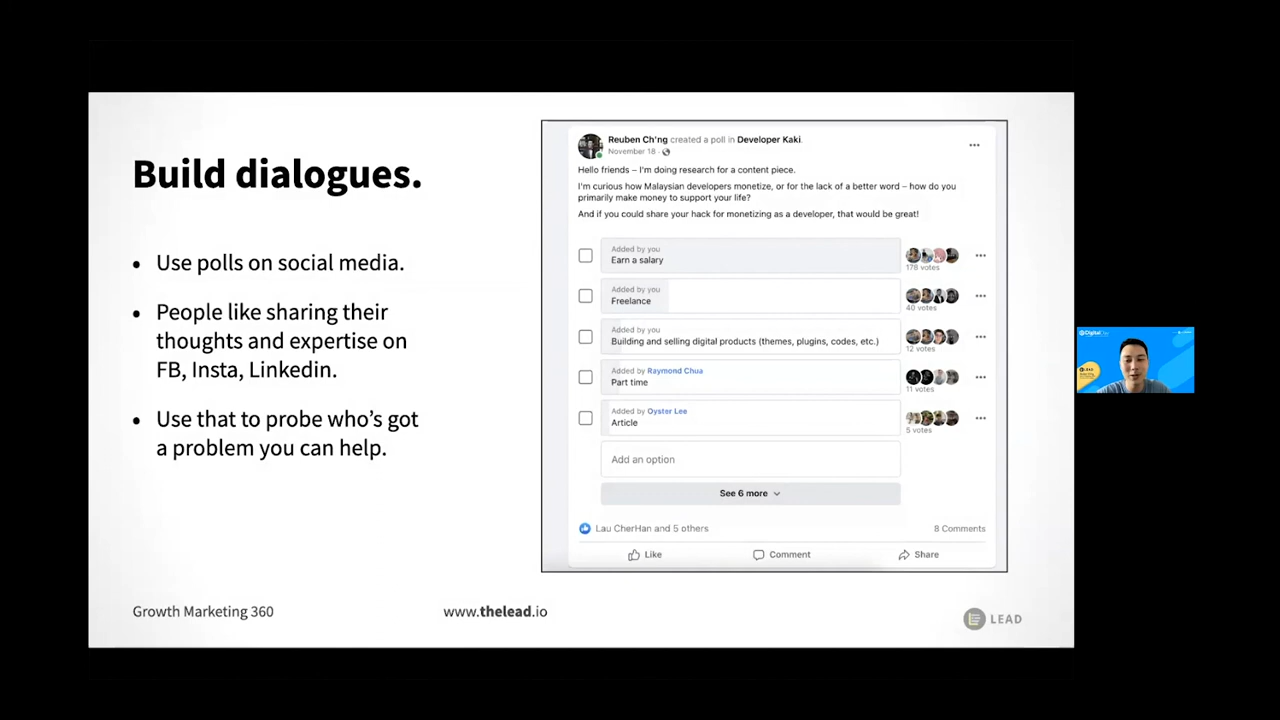 Build dialogues.
• Use polls on social media.
• People like sharing their
thoughts and expertise on
FB, Insta, Linkedin.
• Use that to probe who's got
a problem you can help.
Growth Marketing 360
www.thelead.io
LEAD
Reuben Ch'ng created a poll in Developer Kaki.
November 18 ·
Hello friends – I'm doing research for a content piece.
I'm curious how Malaysian developers monetize, or for the lack of a better word – how do you
primarily make money to support your life?
And if you could share your hack for monetizing as a developer, that would be great!
Added by you
Earn a salary
178 votes
Added by you
Freelance
40 votes
Added by you
Building and selling digital products (themes, plugins, codes, etc.)
12 votes
Added by Raymond Chua
Part time
11 votes
Added by Oyster Lee
Article
5 votes
Add an option
See 6 more
Lau CherHan and 5 others
8 Comments
Like
Comment
Share
LEAD